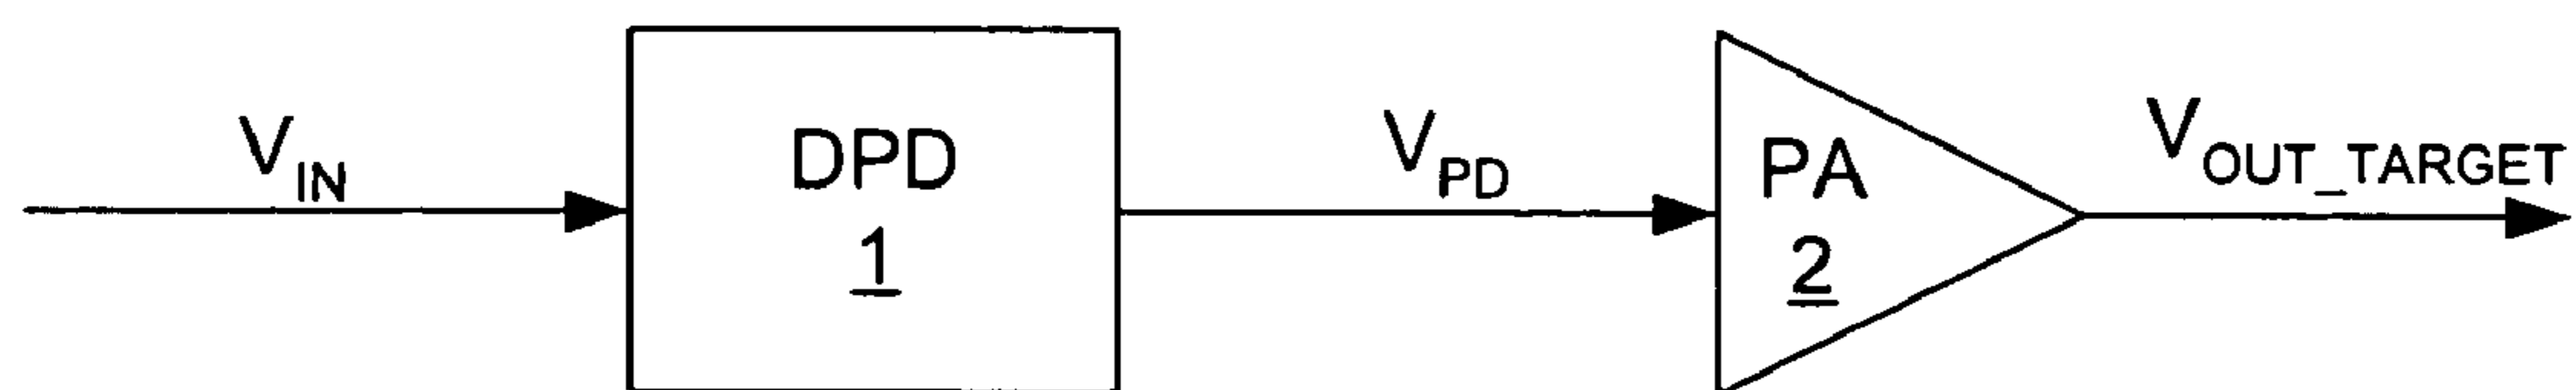 V_IN
DPD
1
V_PD
PA
2
V_OUT_TARGET